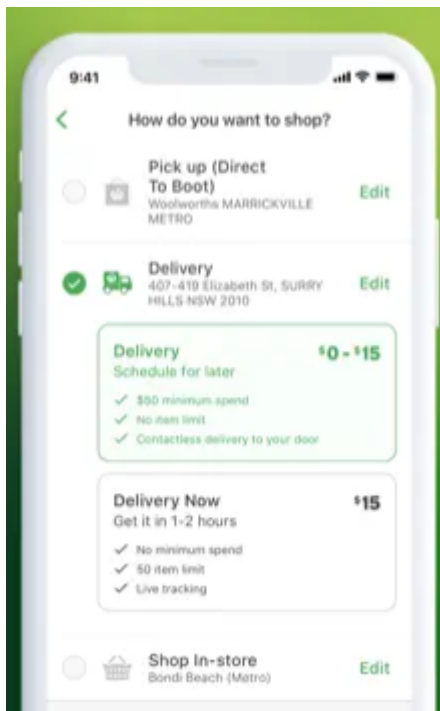 9:41
How do you want to shop?
Pick up (Direct
To Boot)
Woolworths MARRICKVILLE
METRO
Edit
Delivery
407-419 Elizabeth St, SURRY
HILLS NSW 2010
Edit
Delivery
$0 - $15
Schedule for later
$50 minimum spend
No item limit
Contactless delivery to your door
Delivery Now
$15
Get it in 1-2 hours
No minimum spend
50 item limit
Live tracking
Shop In-store
Bondi Beach (Metro)
Edit